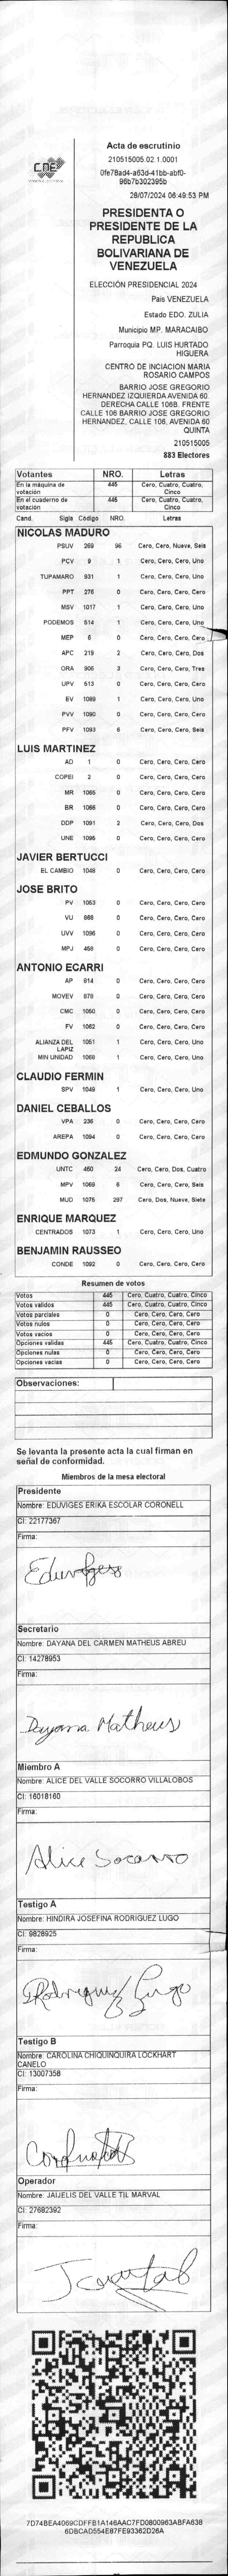 CNE
Acta de escrutinio
210515005.02.1.0001
0fe78ad4-a63d-41bb-abf0-
96b7b302395b
28/07/2024 06:49:53 PM
PRESIDENTA O
PRESIDENTE DE LA
REPUBLICA
BOLIVARIANA DE
VENEZUELA
ELECCIÓN PRESIDENCIAL 2024
País VENEZUELA
Estado EDO. ZULIA
Municipio MP. MARACAIBO
Parroquia PQ. LUIS HURTADO
HIGUERA
CENTRO DE INCIACION MARIA
ROSARIO CAMPOS
BARRIO JOSE GREGORIO
HERNANDEZ IZQUIERDA AVENIDA 60.
DERECHA CALLE 106B. FRENTE
CALLE 106 BARRIO JOSE GREGORIO
HERNANDEZ, CALLE 106, AVENIDA 60
QUINTA
210515005
883 Electores
Votantes NRO. Letras
En la máquina de votación 445 Cero, Cuatro, Cuatro, Cinco
En el cuaderno de votación 445 Cero, Cuatro, Cuatro, Cinco
Cand. Sigla Código NRO. Letras
NICOLAS MADURO
PSUV 269 96 Cero, Cero, Nueve, Seis
PCV 9 1 Cero, Cero, Cero, Uno
TUPAMARO 931 1 Cero, Cero, Cero, Uno
PPT 276 0 Cero, Cero, Cero, Cero
MSV 1017 1 Cero, Cero, Cero, Uno
PODEMOS 514 1 Cero, Cero, Cero, Uno
MEP 6 0 Cero, Cero, Cero, Cero
APC 219 2 Cero, Cero, Cero, Dos
ORA 906 3 Cero, Cero, Cero, Tres
UPV 513 0 Cero, Cero, Cero, Cero
EV 1089 1 Cero, Cero, Cero, Uno
PVV 1090 0 Cero, Cero, Cero, Cero
PFV 1093 6 Cero, Cero, Cero, Seis
LUIS MARTINEZ
AD 1 0 Cero, Cero, Cero, Cero
COPEI 2 0 Cero, Cero, Cero, Cero
MR 1065 0 Cero, Cero, Cero, Cero
BR 1066 0 Cero, Cero, Cero, Cero
DDP 1091 2 Cero, Cero, Cero, Dos
UNE 1095 0 Cero, Cero, Cero, Cero
JAVIER BERTUCCI
EL CAMBIO 1048 0 Cero, Cero, Cero, Cero
JOSE BRITO
PV 1053 0 Cero, Cero, Cero, Cero
VU 868 0 Cero, Cero, Cero, Cero
UVV 1096 0 Cero, Cero, Cero, Cero
MPJ 458 0 Cero, Cero, Cero, Cero
ANTONIO ECARRI
AP 814 0 Cero, Cero, Cero, Cero
MOVEV 878 0 Cero, Cero, Cero, Cero
CMC 1050 0 Cero, Cero, Cero, Cero
FV 1062 0 Cero, Cero, Cero, Cero
ALIANZA DEL LAPIZ 1051 1 Cero, Cero, Cero, Uno
MIN UNIDAD 1068 1 Cero, Cero, Cero, Uno
CLAUDIO FERMIN
SPV 1049 1 Cero, Cero, Cero, Uno
DANIEL CEBALLOS
VPA 236 0 Cero, Cero, Cero, Cero
AREPA 1094 0 Cero, Cero, Cero, Cero
EDMUNDO GONZALEZ
UNTC 450 24 Cero, Cero, Dos, Cuatro
MPV 1069 6 Cero, Cero, Cero, Seis
MUD 1075 297 Cero, Dos, Nueve, Siete
ENRIQUE MARQUEZ
CENTRADOS 1073 1 Cero, Cero, Cero, Uno
BENJAMIN RAUSSEO
CONDE 1092 0 Cero, Cero, Cero, Cero
Resumen de votos
Votos 445 Cero, Cuatro, Cuatro, Cinco
Votos validos 445 Cero, Cuatro, Cuatro, Cinco
Votos parciales 0 Cero, Cero, Cero, Cero
Votos nulos 0 Cero, Cero, Cero, Cero
Votos vacios 0 Cero, Cero, Cero, Cero
Opciones validas 445 Cero, Cuatro, Cuatro, Cinco
Opciones nulas 0 Cero, Cero, Cero, Cero
Opciones vacias 0 Cero, Cero, Cero, Cero
Observaciones:
Se levanta la presente acta la cual firman en
señal de conformidad.
Miembros de la mesa electoral
Presidente
Nombre: EDUVIGES ERIKA ESCOLAR CORONELL
CI: 22177367
Firma:
Eduviges
Secretario
Nombre: DAYANA DEL CARMEN MATHEUS ABREU
CI: 14278953
Firma:
Dayana Matheus
Miembro A
Nombre: ALICE DEL VALLE SOCORRO VILLALOBOS
CI: 16018160
Firma:
Alice Socorro
Testigo A
Nombre: HINDIRA JOSEFINA RODRIGUEZ LUGO
CI: 9828925
Firma:
Rodriguez Lugo
Testigo B
Nombre: CAROLINA CHIQUINQUIRA LOCKHART
CANELO
CI: 13007358
Firma:
Operador
Nombre: JAIJELIS DEL VALLE TIL MARVAL
CI: 27682392
Firma:
7D74BEA4069CDFFB1A146AAC7FD0800963ABFA638
6DBCAD554E87FE93362D26A